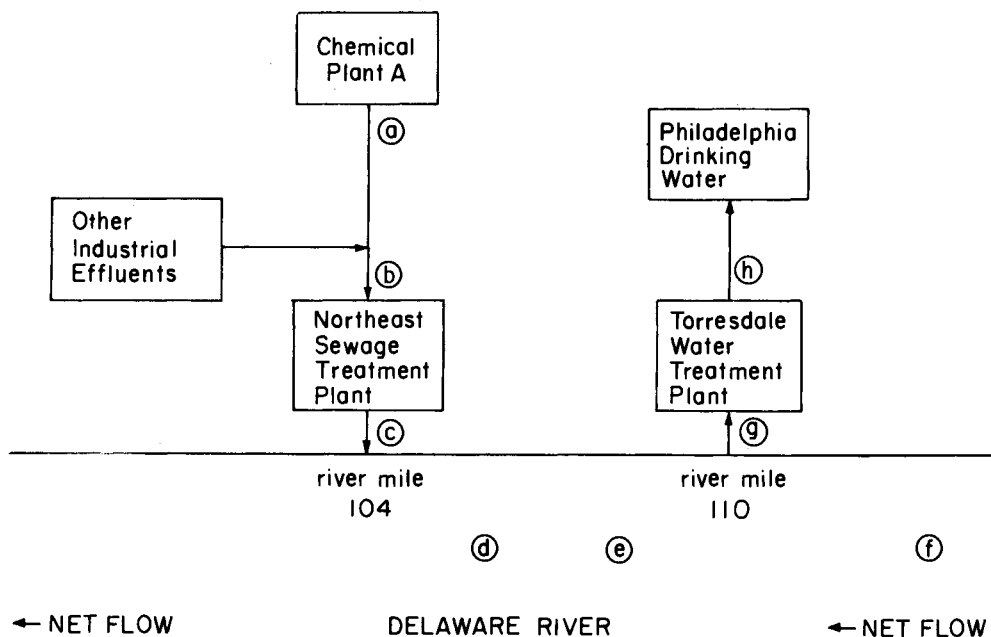 Chemical
Plant A
ⓐ
Philadelphia
Drinking
Water
Other
Industrial
Effluents
ⓑ
ⓗ
Northeast
Sewage
Treatment
Plant
Torresdale
Water
Treatment
Plant
ⓒ
ⓖ
river mile
104
river mile
110
ⓓ
ⓔ
ⓕ
← NET FLOW
DELAWARE RIVER
← NET FLOW